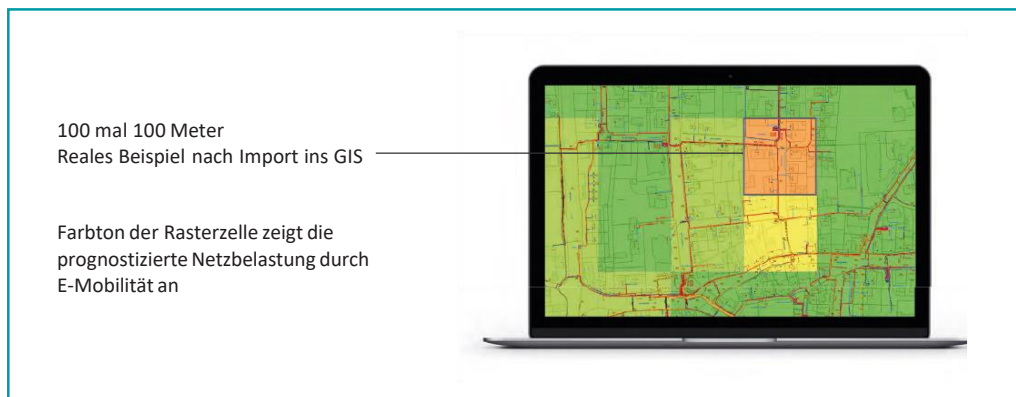 100 mal 100 Meter
Reales Beispiel nach Import ins GIS
Farbton der Rasterzelle zeigt die
prognostizierte Netzbelastung durch
E-Mobilität an